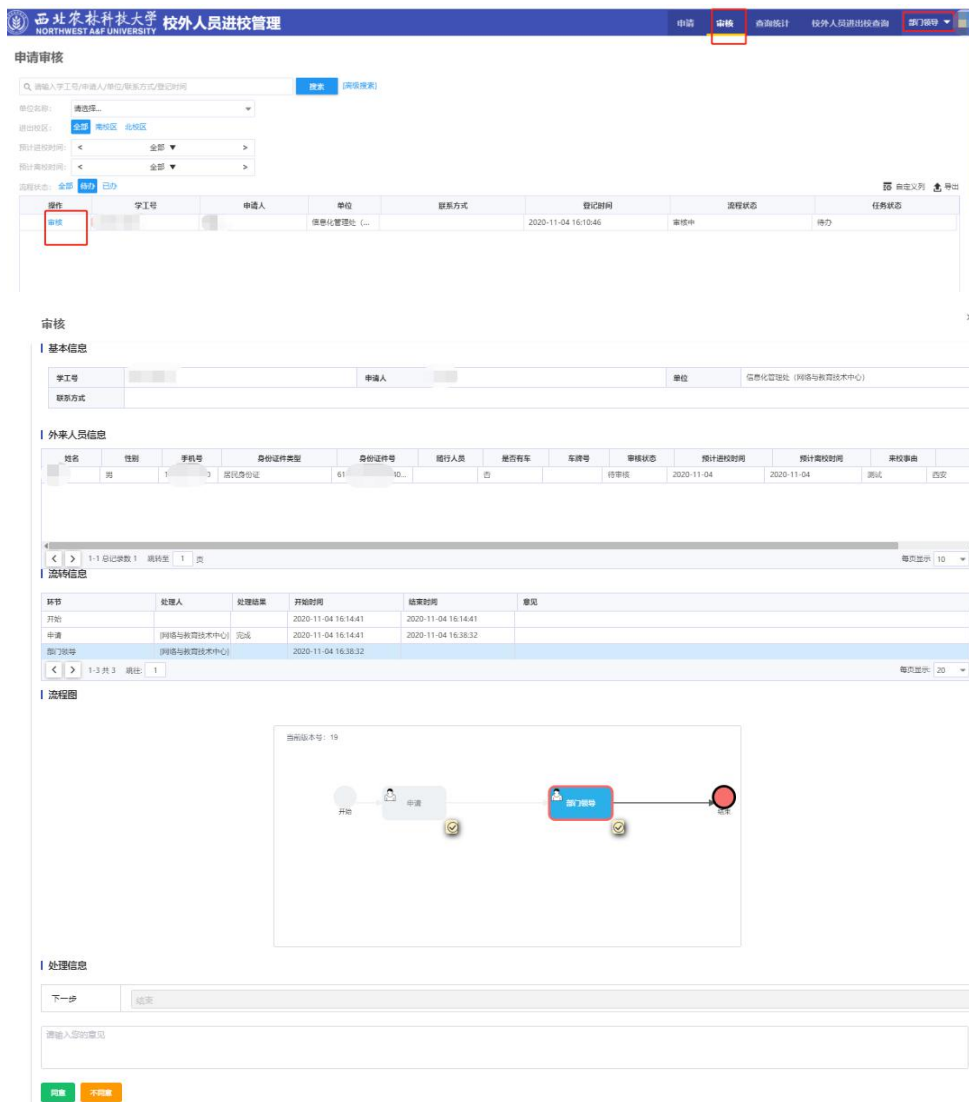 西北农林科技大学 校外人员进校管理 申请 审核 查询统计 校外人员进出校查询 部门领导 ▼
NORTHWEST A&F UNIVERSITY
申请审核
请输入学工号/申请人/单位/联系方式/登记时间 搜索 [高级搜索]
单位名称: 请选择...
进出校区: 全部 南校区 北校区
预计进校时间: < 全部 ▼ >
预计离校时间: < 全部 ▼ >
流程状态: 全部 待办 已办 自定义列 导出
操作 学工号 申请人 单位 联系方式 登记时间 流程状态 任务状态
审核 信息化管理处 (... 2020-11-04 16:10:46 审核中 待办
审核
基本信息
学工号 申请人 单位 信息化管理处(网络与教育技术中心)
联系方式
外来人员信息
姓名 性别 手机号 身份证件类型 身份证件号 随行人员 是否有车 车牌号 审核状态 预计进校时间 预计离校时间 来校事由
男 1 0 居民身份证 61 40... 否 待审核 2020-11-04 2020-11-04 测试 西安
< > 1-1 总记录数 1 跳转至 1 页 每页显示 10
流转信息
环节 处理人 处理结果 开始时间 结束时间 意见
开始 2020-11-04 16:14:41 2020-11-04 16:14:41
申请 [网络与教育技术中心] 完成 2020-11-04 16:14:41 2020-11-04 16:38:32
部门领导 [网络与教育技术中心] 2020-11-04 16:38:32
< > 1-3 共 3 跳往: 1 每页显示: 20
流程图
当前版本号: 19
开始 申请 部门领导 结束
处理信息
下一步 结束
请输入您的意见
同意 不同意